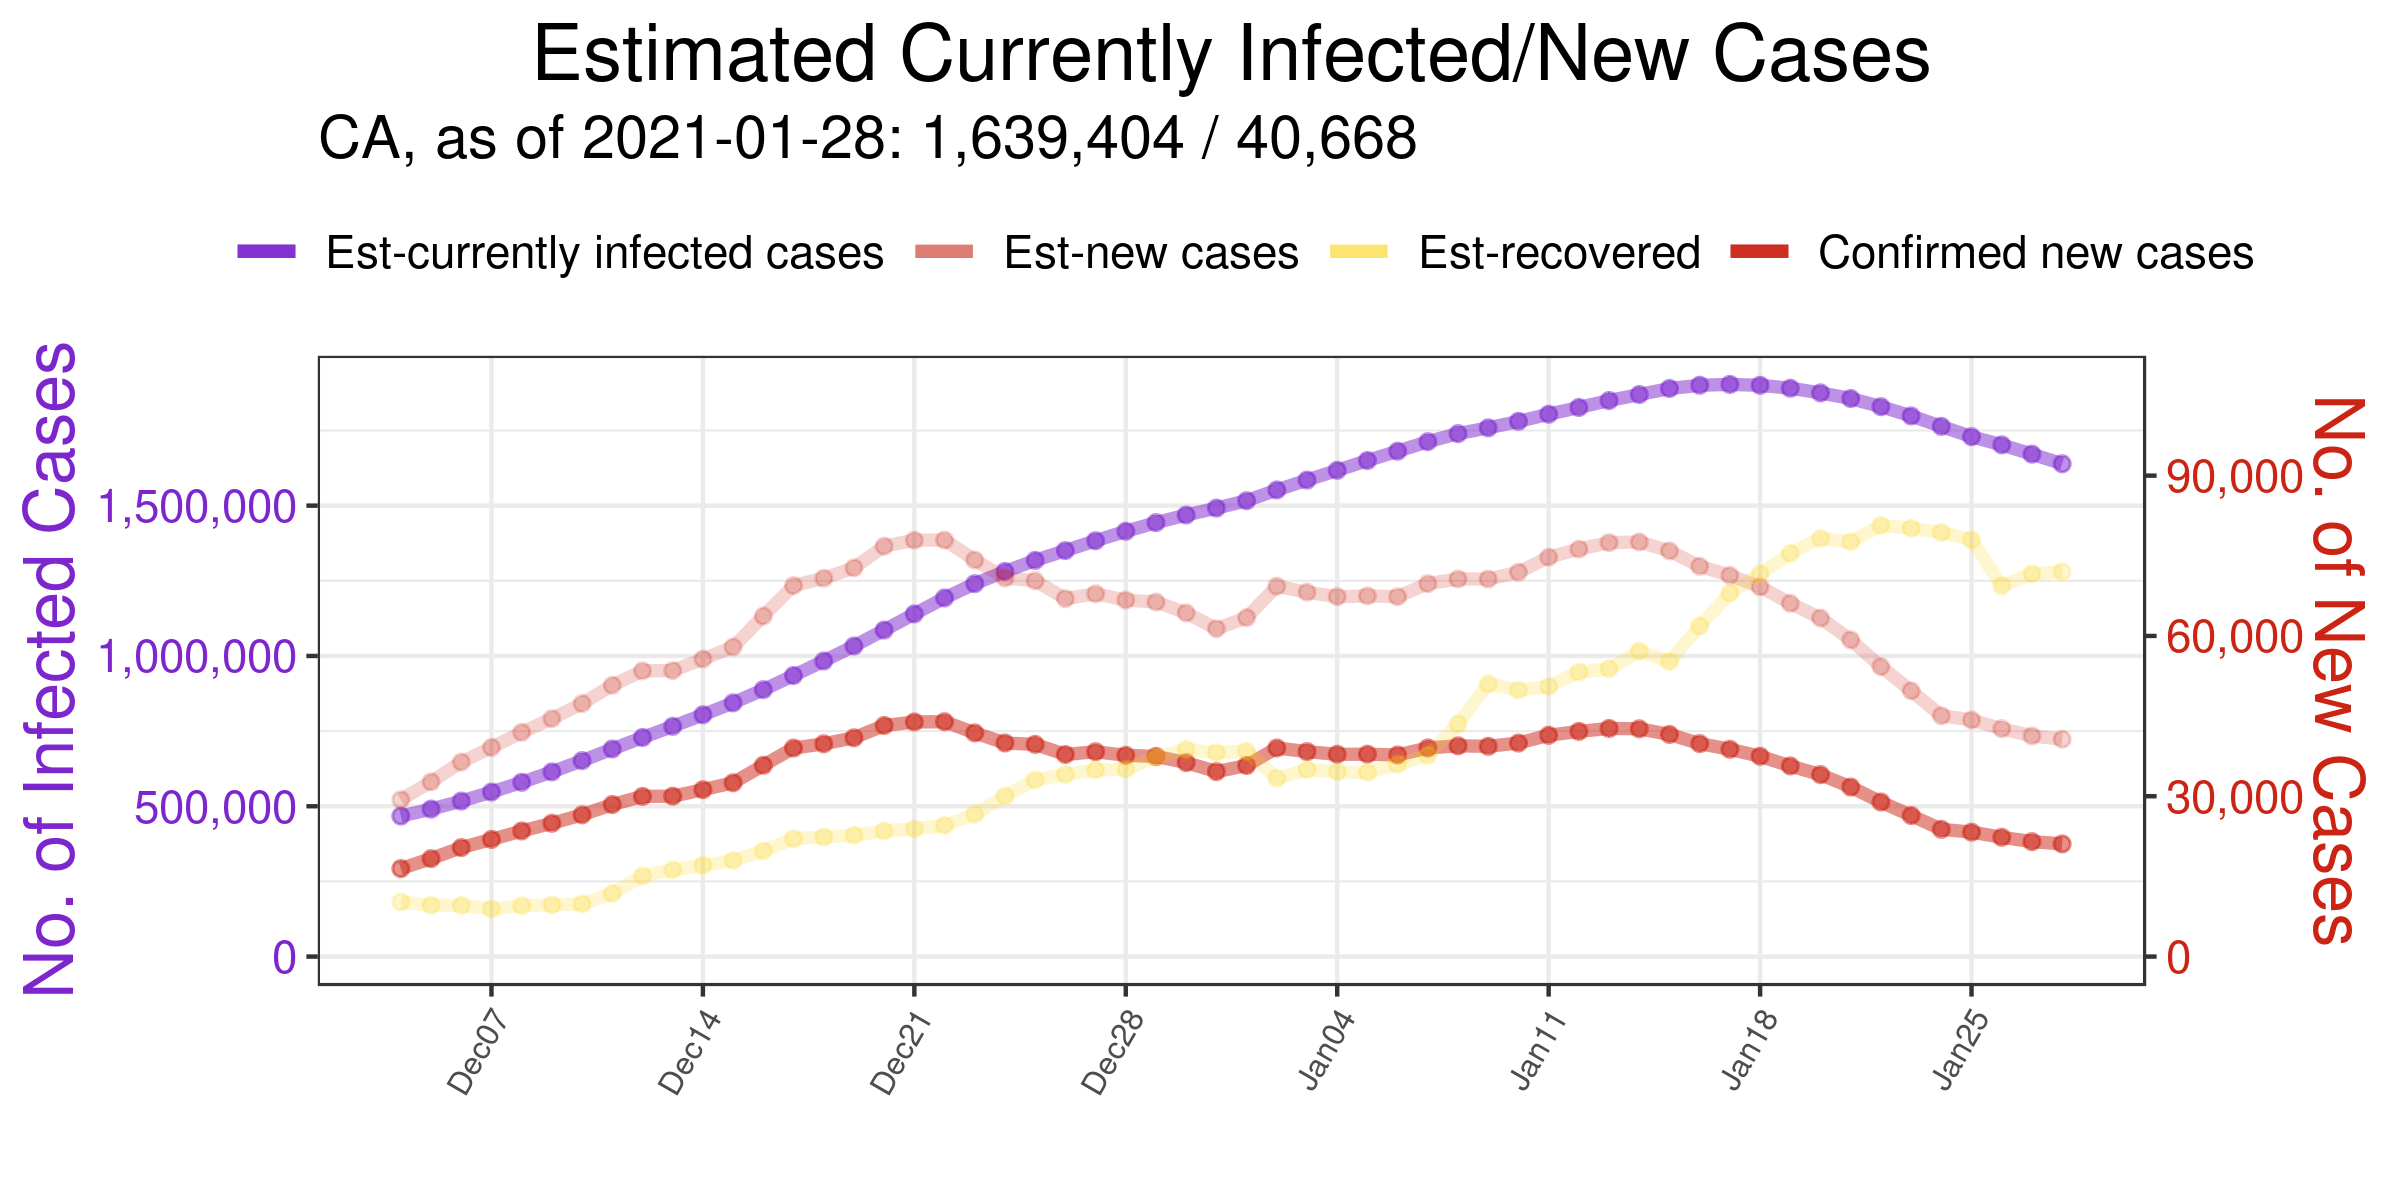 Estimated Currently Infected/New Cases
CA, as of 2021-01-28: 1,639,404 / 40,668
Est-currently infected cases Est-new cases Est-recovered Confirmed new cases
No. of Infected Cases
1,500,000
1,000,000
500,000
0
90,000
60,000
30,000
0
No. of New Cases
Dec07 Dec14 Dec21 Dec28 Jan04 Jan11 Jan18 Jan25